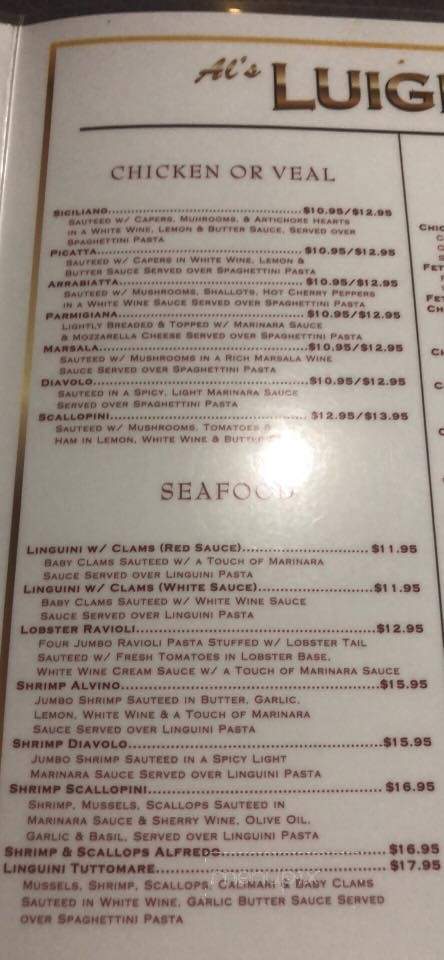 Al's LUIG
CHICKEN OR VEAL
SICILIANO...$10.95/$12.95
SAUTEED W/ CAPERS, MUHROOMS, & ARTICHOKE HEARTS
IN A WHITE WINE, LEMON & BUTTER SAUCE, SERVED OVER
SPAGHETTINI PASTA
PICATTA...$10.95/$12.95
SAUTEED W/ CAPERS IN WHITE WINE, LEMON &
BUTTER SAUCE SERVED OVER SPAGHETTINI PASTA
ARRABIATTA...$10.95/$12.95
SAUTEED W/ MUSHROOMS, SHALLOTS, HOT CHERRY PEPPERS
IN A WHITE WINE SAUCE SERVED OVER SPAGHETTINI PASTA
PARMIGIANA...$10.95/$12.95
LIGHTLY BREADED & TOPPED W/ MARINARA SAUCE
& MOZZARELLA CHEESE SERVED OVER SPAGHETTINI PASTA
MARSALA...$10.95/$12.95
SAUTEED W/ MUSHROOMS IN A RICH MARSALA WINE
SAUCE SERVED OVER SPAGHETTINI PASTA
DIAVOLO...$10.95/$12.95
SAUTEED IN A SPICY, LIGHT MARINARA SAUCE
SERVED OVER SPAGHETTINI PASTA
SCALLOPINI...$12.95/$13.95
SAUTEED W/ MUSHROOMS, TOMATOES &
HAM IN LEMON, WHITE WINE & BUTTER
SEAFOOD
LINGUINI W/ CLAMS (RED SAUCE)...$11.95
BABY CLAMS SAUTEED W/ A TOUCH OF MARINARA
SAUCE SERVED OVER LINGUINI PASTA
LINGUINI W/ CLAMS (WHITE SAUCE)...$11.95
BABY CLAMS SAUTEED W/ WHITE WINE SAUCE
SAUCE SERVED OVER LINGUINI PASTA
LOBSTER RAVIOLI...$12.95
FOUR JUMBO RAVIOLI PASTA STUFFED W/ LOBSTER TAIL
SAUTEED W/ FRESH TOMATOES IN LOBSTER BASE,
WHITE WINE CREAM SAUCE W/ A TOUCH OF MARINARA SAUCE
SHRIMP ALVINO...$15.95
JUMBO SHRIMP SAUTEED IN BUTTER, GARLIC,
LEMON, WHITE WINE & A TOUCH OF MARINARA
SAUCE SERVED OVER LINGUINI PASTA
SHRIMP DIAVOLO...$15.95
JUMBO SHRIMP SAUTEED IN A SPICY LIGHT
MARINARA SAUCE SERVED OVER LINGUINI PASTA
SHRIMP SCALLOPINI...$16.95
SHRIMP, MUSSELS, SCALLOPS SAUTEED IN
MARINARA SAUCE & SHERRY WINE, OLIVE OIL,
GARLIC & BASIL, SERVED OVER LINGUINI PASTA
SHRIMP & SCALLOPS ALFREDO...$16.95
LINGUINI TUTTOMARE...$17.95
MUSSELS, SHRIMP, SCALLOPS, CALIMARI & BABY CLAMS
SAUTEED IN WHITE WINE, GARLIC BUTTER SAUCE SERVED
OVER SPAGHETTINI PASTA